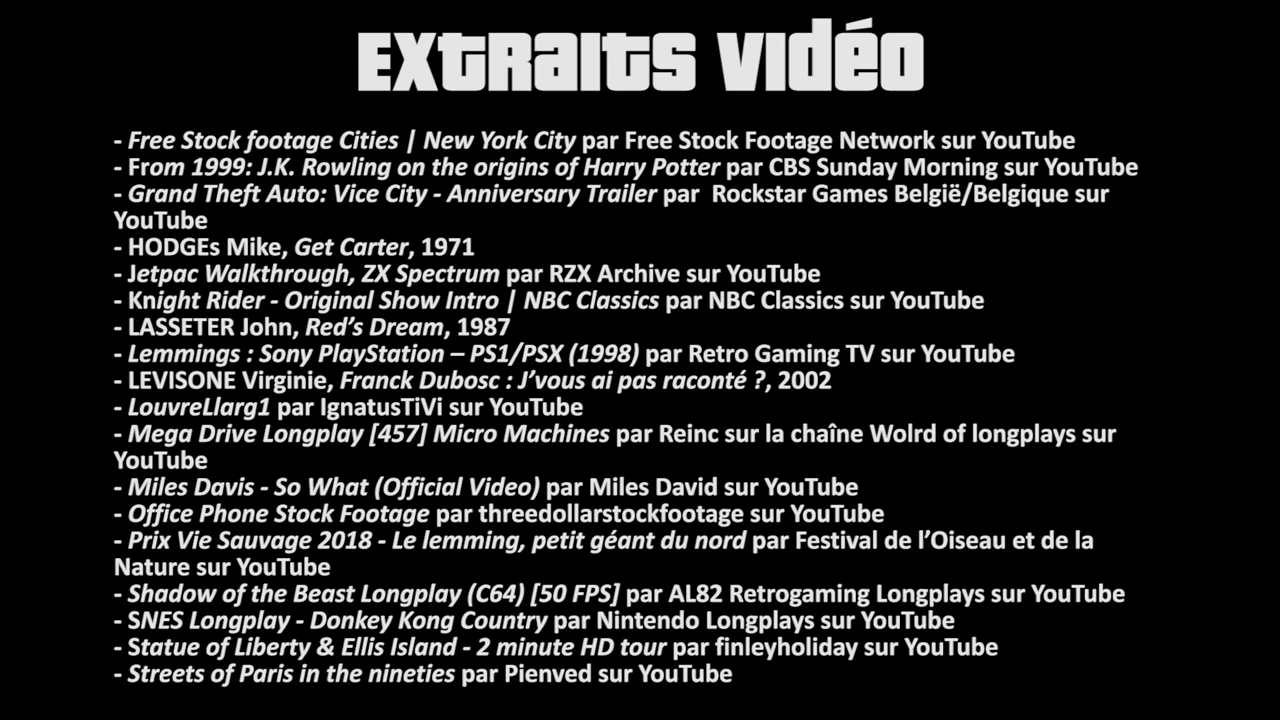 Extraits vidéo
- Free Stock footage Cities | New York City par Free Stock Footage Network sur YouTube
- From 1999: J.K. Rowling on the origins of Harry Potter par CBS Sunday Morning sur YouTube
- Grand Theft Auto: Vice City - Anniversary Trailer par  Rockstar Games België/Belgique sur
YouTube
- HODGEs Mike, Get Carter, 1971
- Jetpac Walkthrough, ZX Spectrum par RZX Archive sur YouTube
- Knight Rider - Original Show Intro | NBC Classics par NBC Classics sur YouTube
- LASSETER John, Red’s Dream, 1987
- Lemmings : Sony PlayStation – PS1/PSX (1998) par Retro Gaming TV sur YouTube
- LEVISONE Virginie, Franck Dubosc : J’vous ai pas raconté ?, 2002
- LouvreLlarg1 par IgnatusTiVi sur YouTube
- Mega Drive Longplay [457] Micro Machines par Reinc sur la chaîne Wolrd of longplays sur
YouTube
- Miles Davis - So What (Official Video) par Miles David sur YouTube
- Office Phone Stock Footage par threedollarstockfootage sur YouTube
- Prix Vie Sauvage 2018 - Le lemming, petit géant du nord par Festival de l’Oiseau et de la
Nature sur YouTube
- Shadow of the Beast Longplay (C64) [50 FPS] par AL82 Retrogaming Longplays sur YouTube
- SNES Longplay - Donkey Kong Country par Nintendo Longplays sur YouTube
- Statue of Liberty & Ellis Island - 2 minute HD tour par finleyholiday sur YouTube
- Streets of Paris in the nineties par Pienved sur YouTube